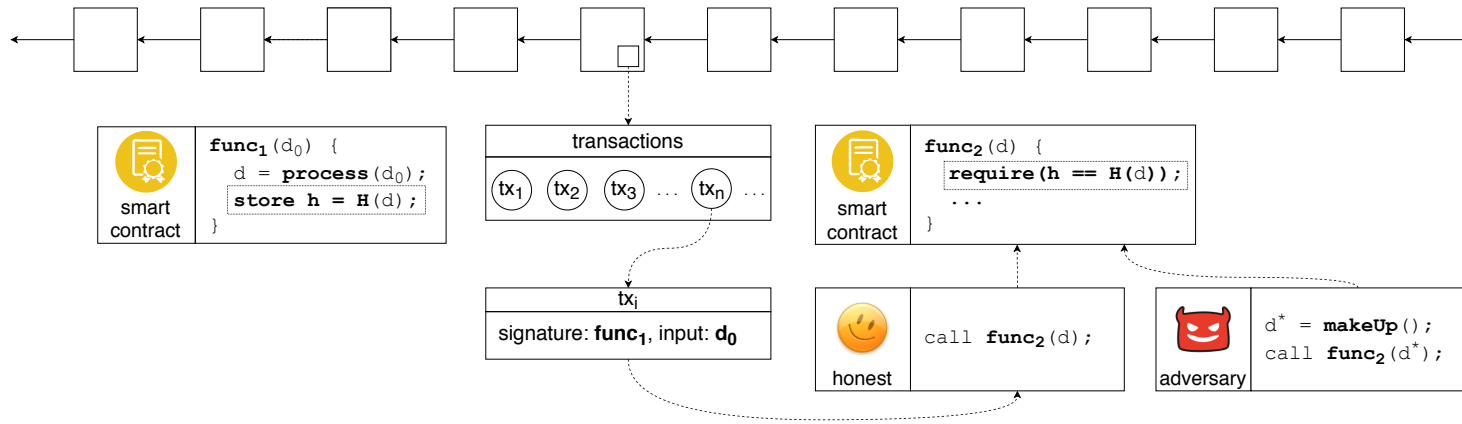 func₁(d₀) {
d = process(d₀);
store h = H(d);
}
smart
contract
transactions
tx₁ tx₂ tx₃ ... txₙ ...
txᵢ
signature: func₁, input: d₀
func₂(d) {
require(h == H(d));
...
}
smart
contract
call func₂(d);
honest
d* = makeUp();
call func₂(d*);
adversary